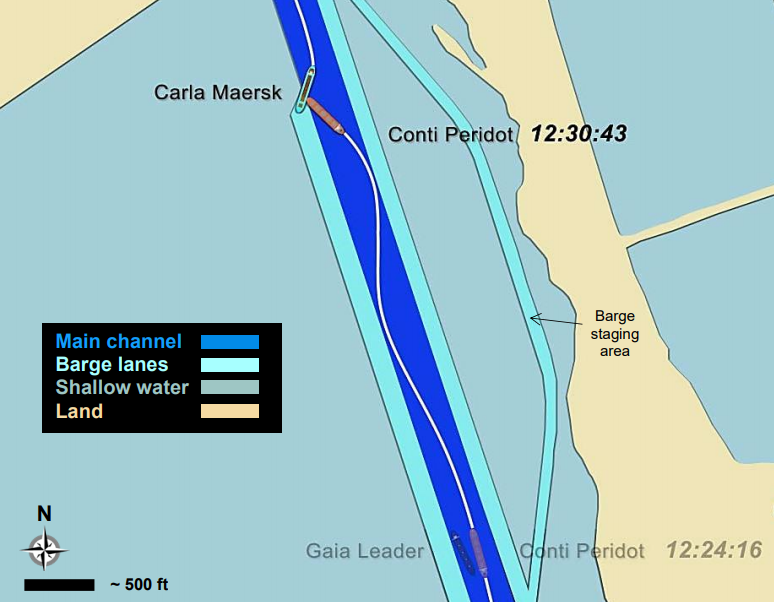 Carla Maersk
Conti Peridot 12:30:43
Barge
staging
area
Main channel
Barge lanes
Shallow water
Land
N
Gaia Leader
Conti Peridot 12:24:16
~ 500 ft